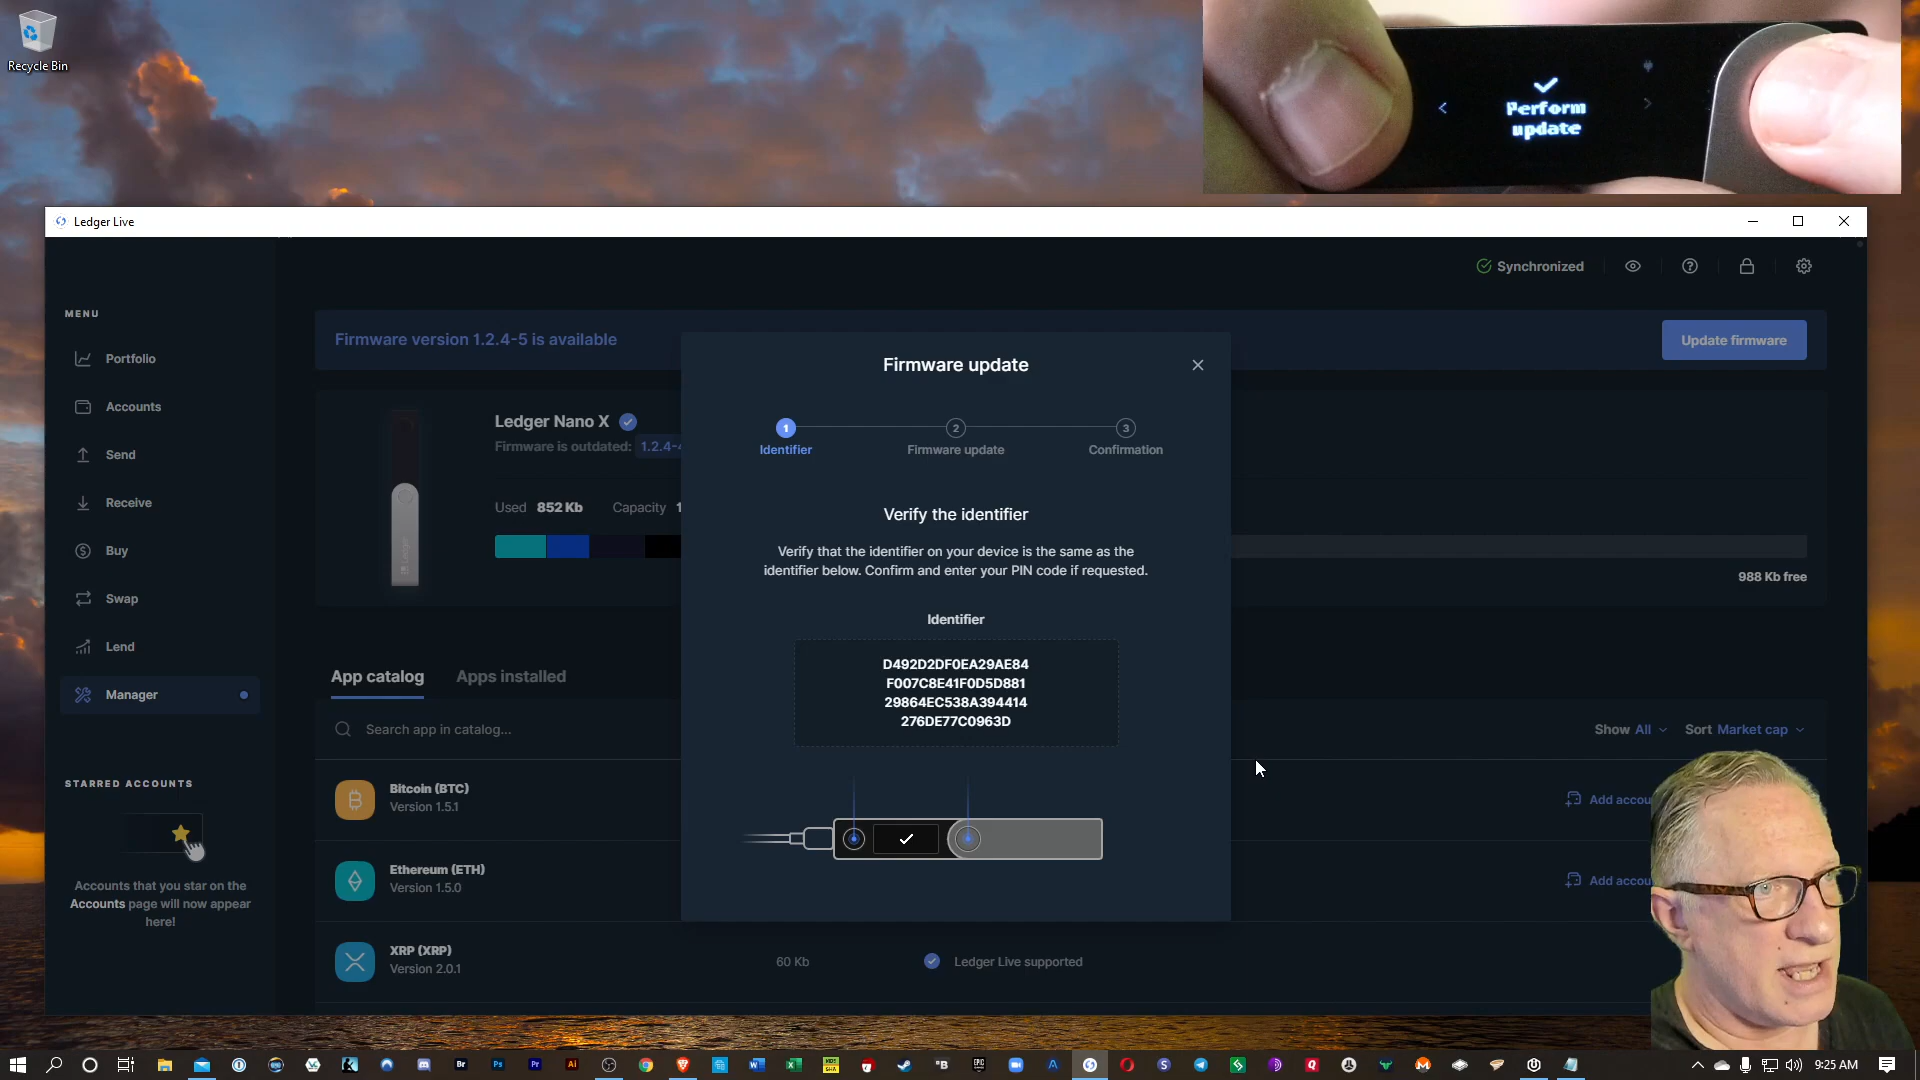 Recycle Bin
Perform
update
Ledger Live
Synchronized
MENU
Portfolio
Accounts
Send
Receive
Buy
Swap
Lend
Manager
STARRED ACCOUNTS
Accounts that you star on the
Accounts page will now appear
here!
Firmware version 1.2.4-5 is available
Update firmware
Ledger Nano X
Firmware is outdated: 1.2.4-4
Used 852 Kb Capacity 1
988 Kb free
App catalog
Apps installed
Search app in catalog...
Show All
Sort Market cap
Bitcoin (BTC)
Version 1.5.1
Add accou
Ethereum (ETH)
Version 1.5.0
Add accou
XRP (XRP)
Version 2.0.1
60 Kb
Ledger Live supported
Firmware update
1
2
3
Identifier
Firmware update
Confirmation
Verify the identifier
Verify that the identifier on your device is the same as the
identifier below. Confirm and enter your PIN code if requested.
Identifier
D492D2DF0EA29AE84
F007C8E41F0D5D881
29864EC538A394414
276DE77C0963D
9:25 AM